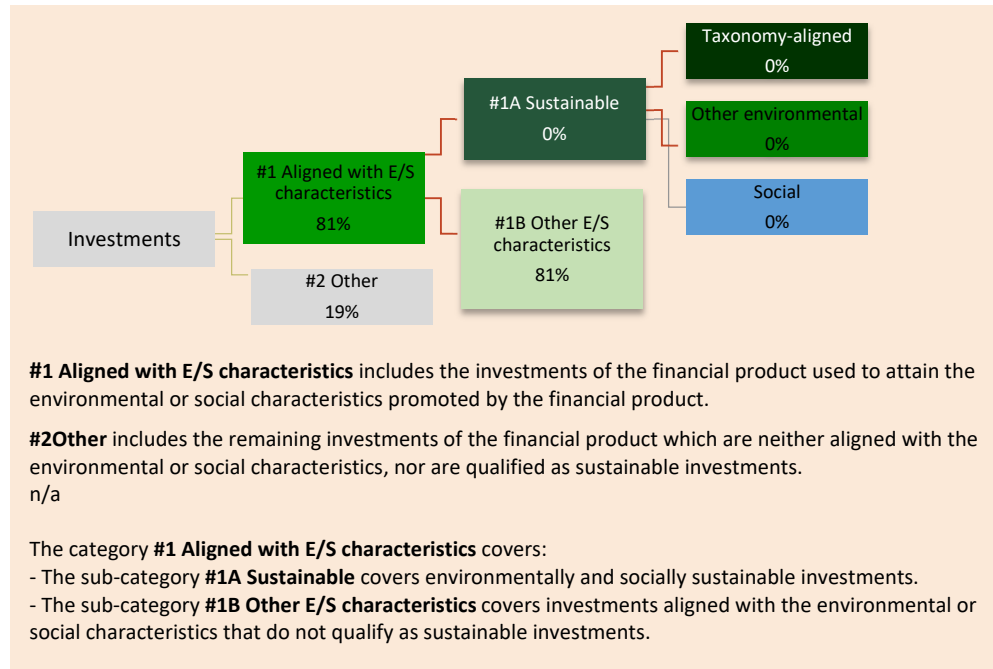 Taxonomy-aligned
0%
#1A Sustainable
0%
Other environmental
0%
#1 Aligned with E/S
characteristics
81%
Social
0%
Investments
#1B Other E/S
characteristics
81%
#2 Other
19%
#1 Aligned with E/S characteristics includes the investments of the financial product used to attain the
environmental or social characteristics promoted by the financial product.
#2Other includes the remaining investments of the financial product which are neither aligned with the
environmental or social characteristics, nor are qualified as sustainable investments.
n/a
The category #1 Aligned with E/S characteristics covers:
- The sub-category #1A Sustainable covers environmentally and socially sustainable investments.
- The sub-category #1B Other E/S characteristics covers investments aligned with the environmental or
social characteristics that do not qualify as sustainable investments.